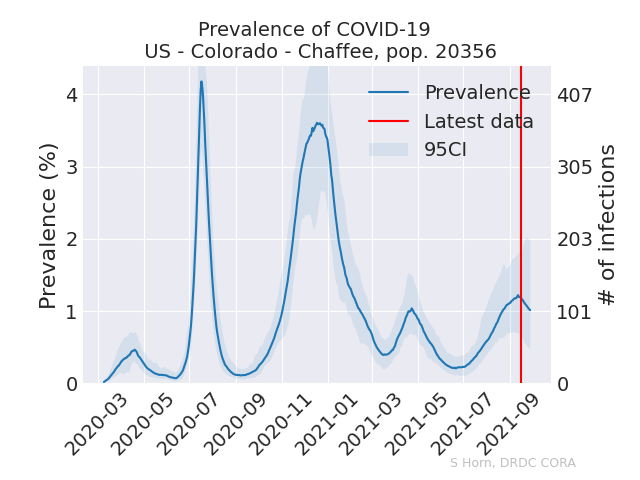 Prevalence of COVID-19
US - Colorado - Chaffee, pop. 20356
Prevalence (%)
4
3
2
1
0
Prevalence
Latest data
95CI
407
305
203
101
0
# of infections
2020-03
2020-05
2020-07
2020-09
2020-11
2021-01
2021-03
2021-05
2021-07
2021-09
S Horn, DRDC CORA